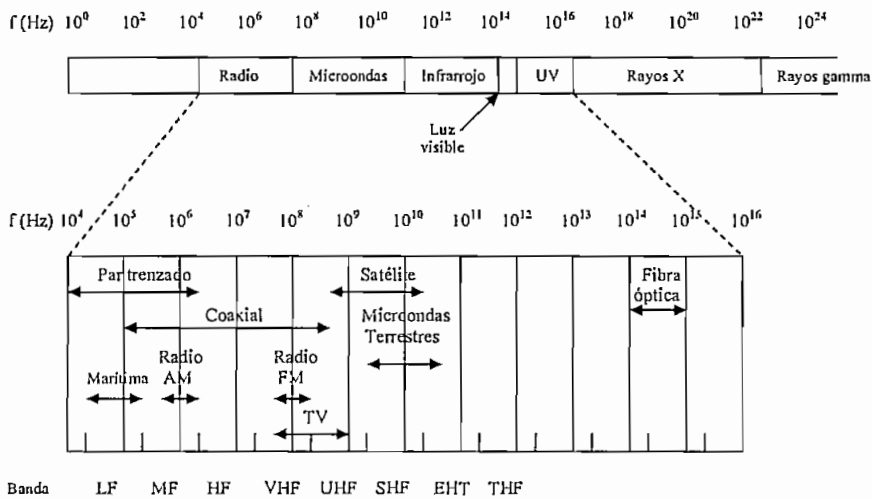 f (Hz) 10⁰ 10² 10⁴ 10⁶ 10⁸ 10¹⁰ 10¹² 10¹⁴ 10¹⁶ 10¹⁸ 10²⁰ 10²² 10²⁴
Radio Microondas Infrarrojo UV Rayos X Rayos gamma
Luz
visible
f (Hz) 10⁴ 10⁵ 10⁶ 10⁷ 10⁸ 10⁹ 10¹⁰ 10¹¹ 10¹² 10¹³ 10¹⁴ 10¹⁵ 10¹⁶
Par trenzado Satélite Fibra
óptica
Coaxial Microondas
Terrestres
Marítima Radio
AM Radio
FM
TV
Banda LF MF HF VHF UHF SHF EHT THF